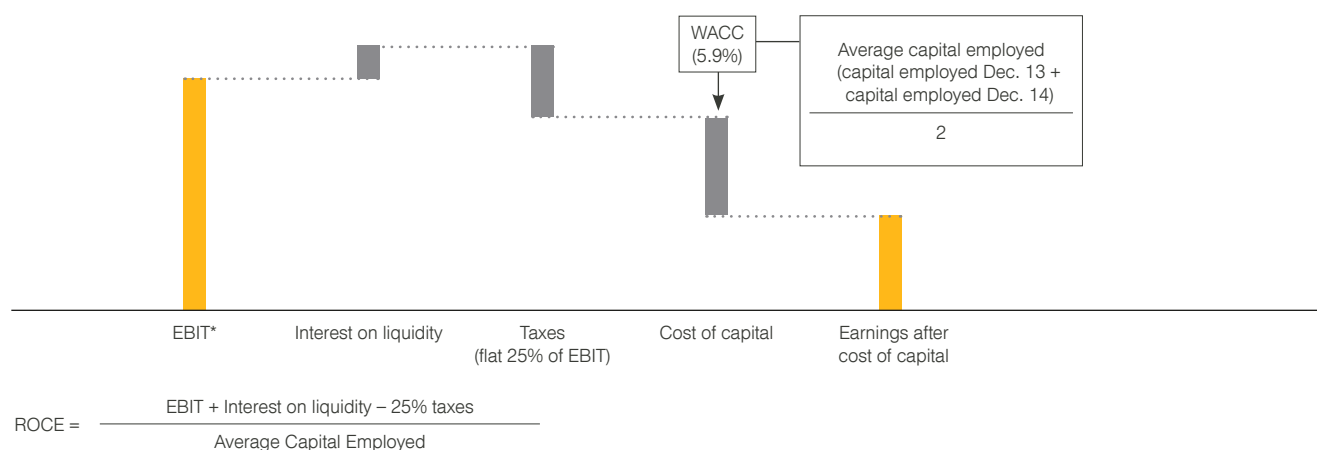 WACC
(5.9%)
Average capital employed
(capital employed Dec. 13 +
capital employed Dec. 14)
2
EBIT*
Interest on liquidity
Taxes
(flat 25% of EBIT)
Cost of capital
Earnings after
cost of capital
ROCE =
EBIT + Interest on liquidity – 25% taxes
Average Capital Employed